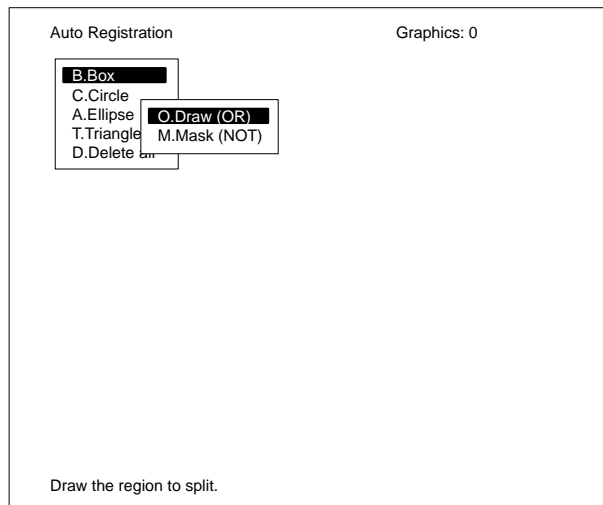 Auto Registration Graphics: 0
B.Box
C.Circle
A.Ellipse
T.Triangle
D.Delete all
O.Draw (OR)
M.Mask (NOT)
Draw the region to split.